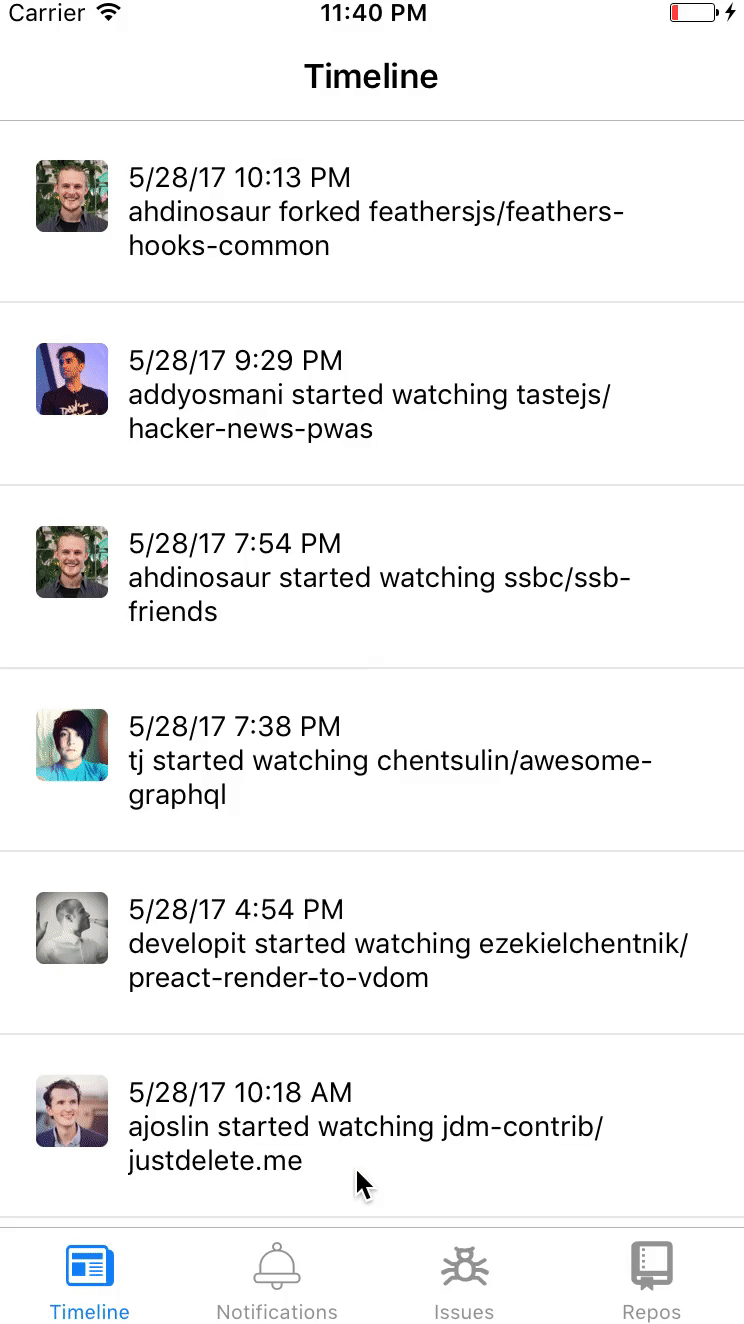 Carrier 11:40 PM
Timeline
5/28/17 10:13 PM
ahdinosaur forked feathersjs/feathers-
hooks-common
5/28/17 9:29 PM
addyosmani started watching tastejs/
hacker-news-pwas
5/28/17 7:54 PM
ahdinosaur started watching ssbc/ssb-
friends
5/28/17 7:38 PM
tj started watching chentsulin/awesome-
graphql
5/28/17 4:54 PM
developit started watching ezekielchentnik/
preact-render-to-vdom
5/28/17 10:18 AM
ajoslin started watching jdm-contrib/
justdelete.me
Timeline Notifications Issues Repos